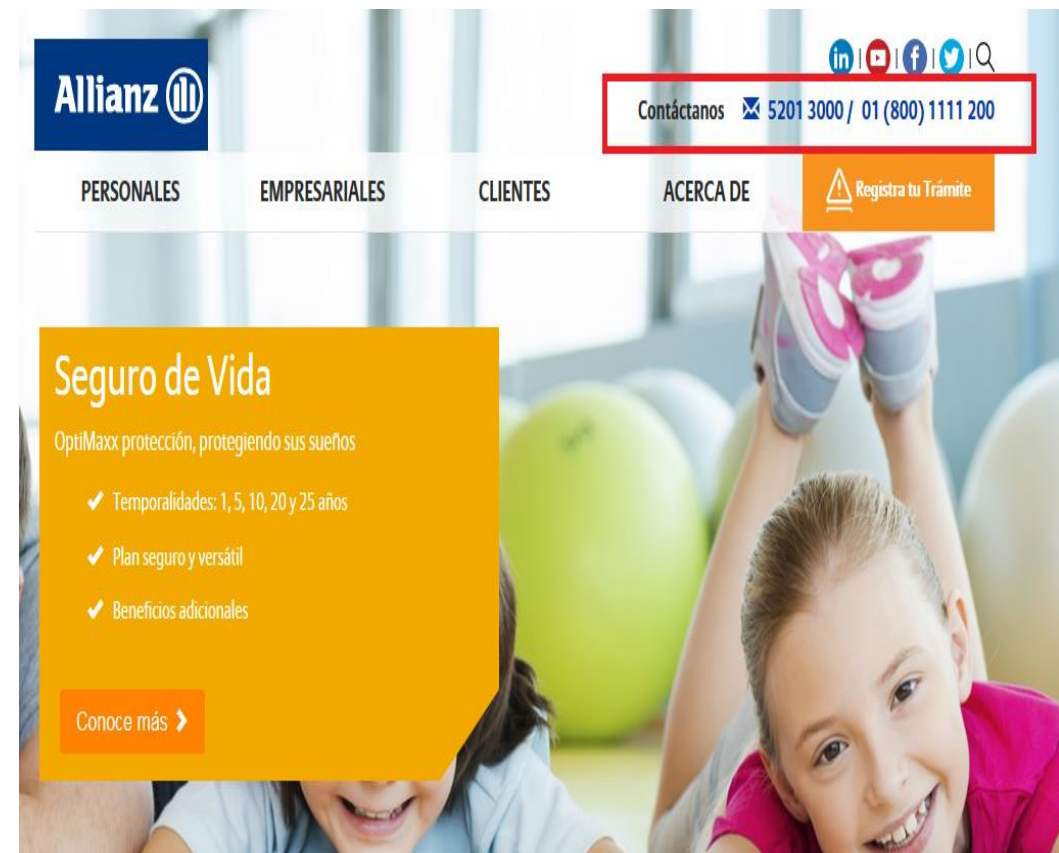 Allianz
Contáctanos 5201 3000 / 01 (800) 1111 200
PERSONALES EMPRESARIALES CLIENTES ACERCA DE Registra tu Trámite
Seguro de Vida
OptiMaxx protección, protegiendo sus sueños
Temporalidades: 1, 5, 10, 20 y 25 años
Plan seguro y versátil
Beneficios adicionales
Conoce más